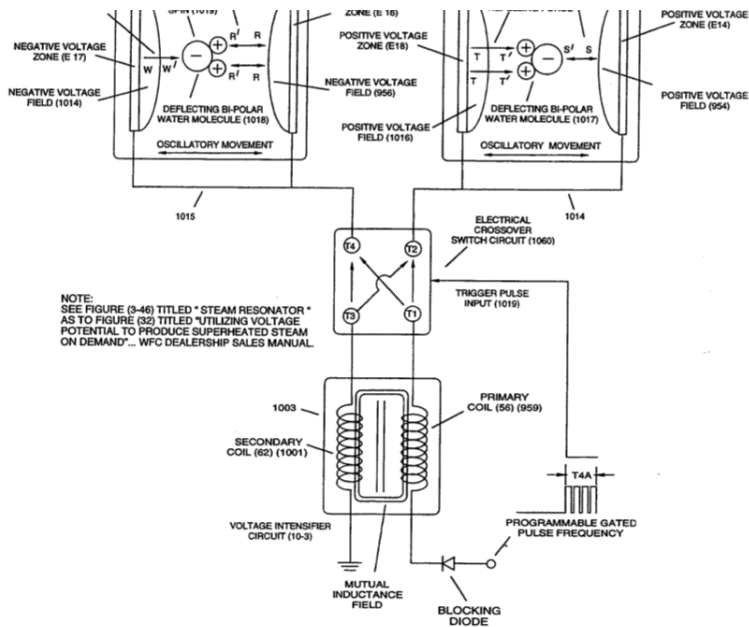 SPIN (1019)
R' R
ZONE (E 16)
NEGATIVE VOLTAGE
ZONE (E 17)
W W'
R' R
NEGATIVE VOLTAGE
FIELD (1014)
NEGATIVE VOLTAGE
FIELD (956)
DEFLECTING BI-POLAR
WATER MOLECULE (1018)
OSCILLATORY MOVEMENT
1015
POSITIVE VOLTAGE
ZONE (E18)
T T'
T T'
S' S
POSITIVE VOLTAGE
ZONE (E14)
POSITIVE VOLTAGE
FIELD (954)
DEFLECTING BI-POLAR
WATER MOLECULE (1017)
POSITIVE VOLTAGE
FIELD (1016)
OSCILLATORY MOVEMENT
1014
ELECTRICAL
CROSSOVER
SWITCH CIRCUIT (1060)
T4 T2
T3 T1
TRIGGER PULSE
INPUT (1019)
NOTE:
SEE FIGURE (3-46) TITLED " STEAM RESONATOR "
AS TO FIGURE (32) TITLED "UTILIZING VOLTAGE
POTENTIAL TO PRODUCE SUPERHEATED STEAM
ON DEMAND"... WFC DEALERSHIP SALES MANUAL.
1003
PRIMARY
COIL (56) (959)
SECONDARY
COIL (62) (1001)
T4A
VOLTAGE INTENSIFIER
CIRCUIT (10-3)
PROGRAMMABLE GATED
PULSE FREQUENCY
MUTUAL
INDUCTANCE
FIELD
BLOCKING
DIODE